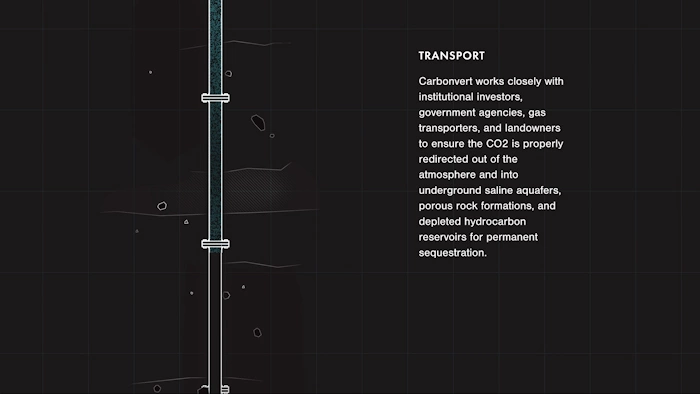 TRANSPORT
Carbonvert works closely with
institutional investors,
government agencies, gas
transporters, and landowners
to ensure the CO2 is properly
redirected out of the
atmosphere and into
underground saline aquafers,
porous rock formations, and
depleted hydrocarbon
reservoirs for permanent
sequestration.